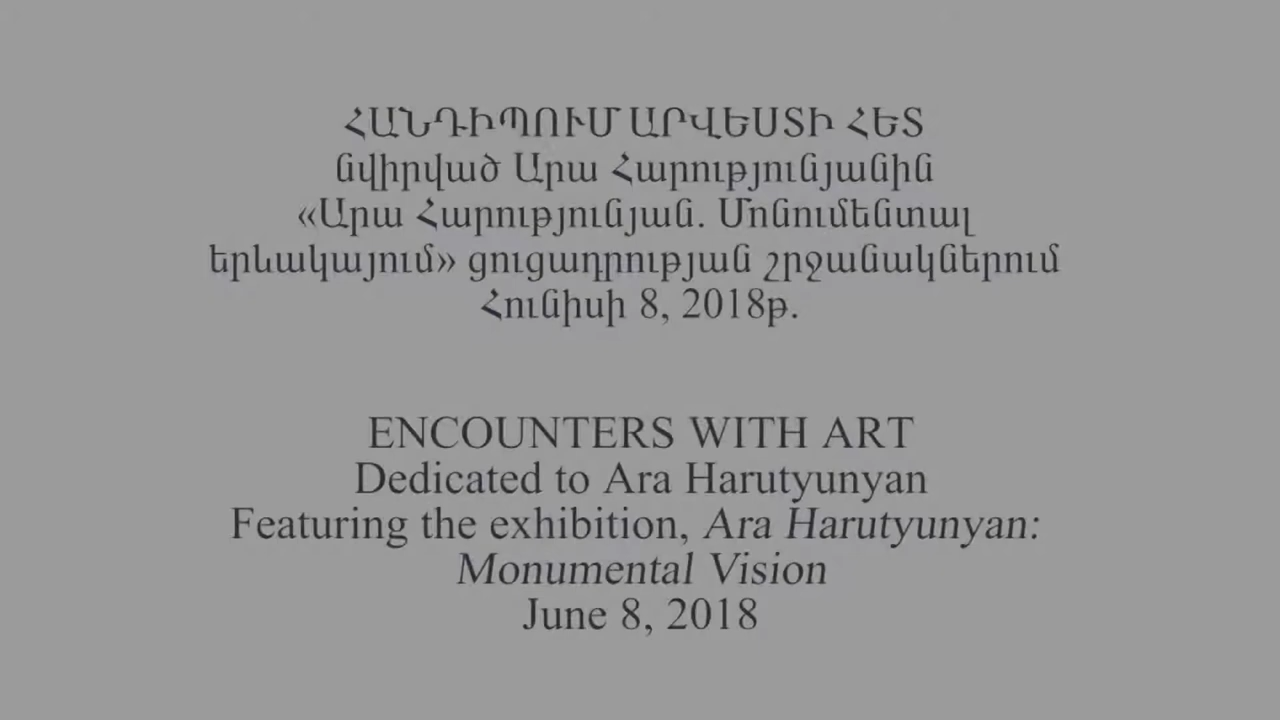 ՀԱՆԴԻՊՈՒՄ ԱՐՎԵՍՏԻ ՀԵՏ
նվիրված Արա Հարությունյանին
«Արա Հարությունյան. Մոնումենտալ
երևակայում» ցուցադրության շրջանակներում
Հունիսի 8, 2018թ.
ENCOUNTERS WITH ART
Dedicated to Ara Harutyunyan
Featuring the exhibition, Ara Harutyunyan:
Monumental Vision
June 8, 2018